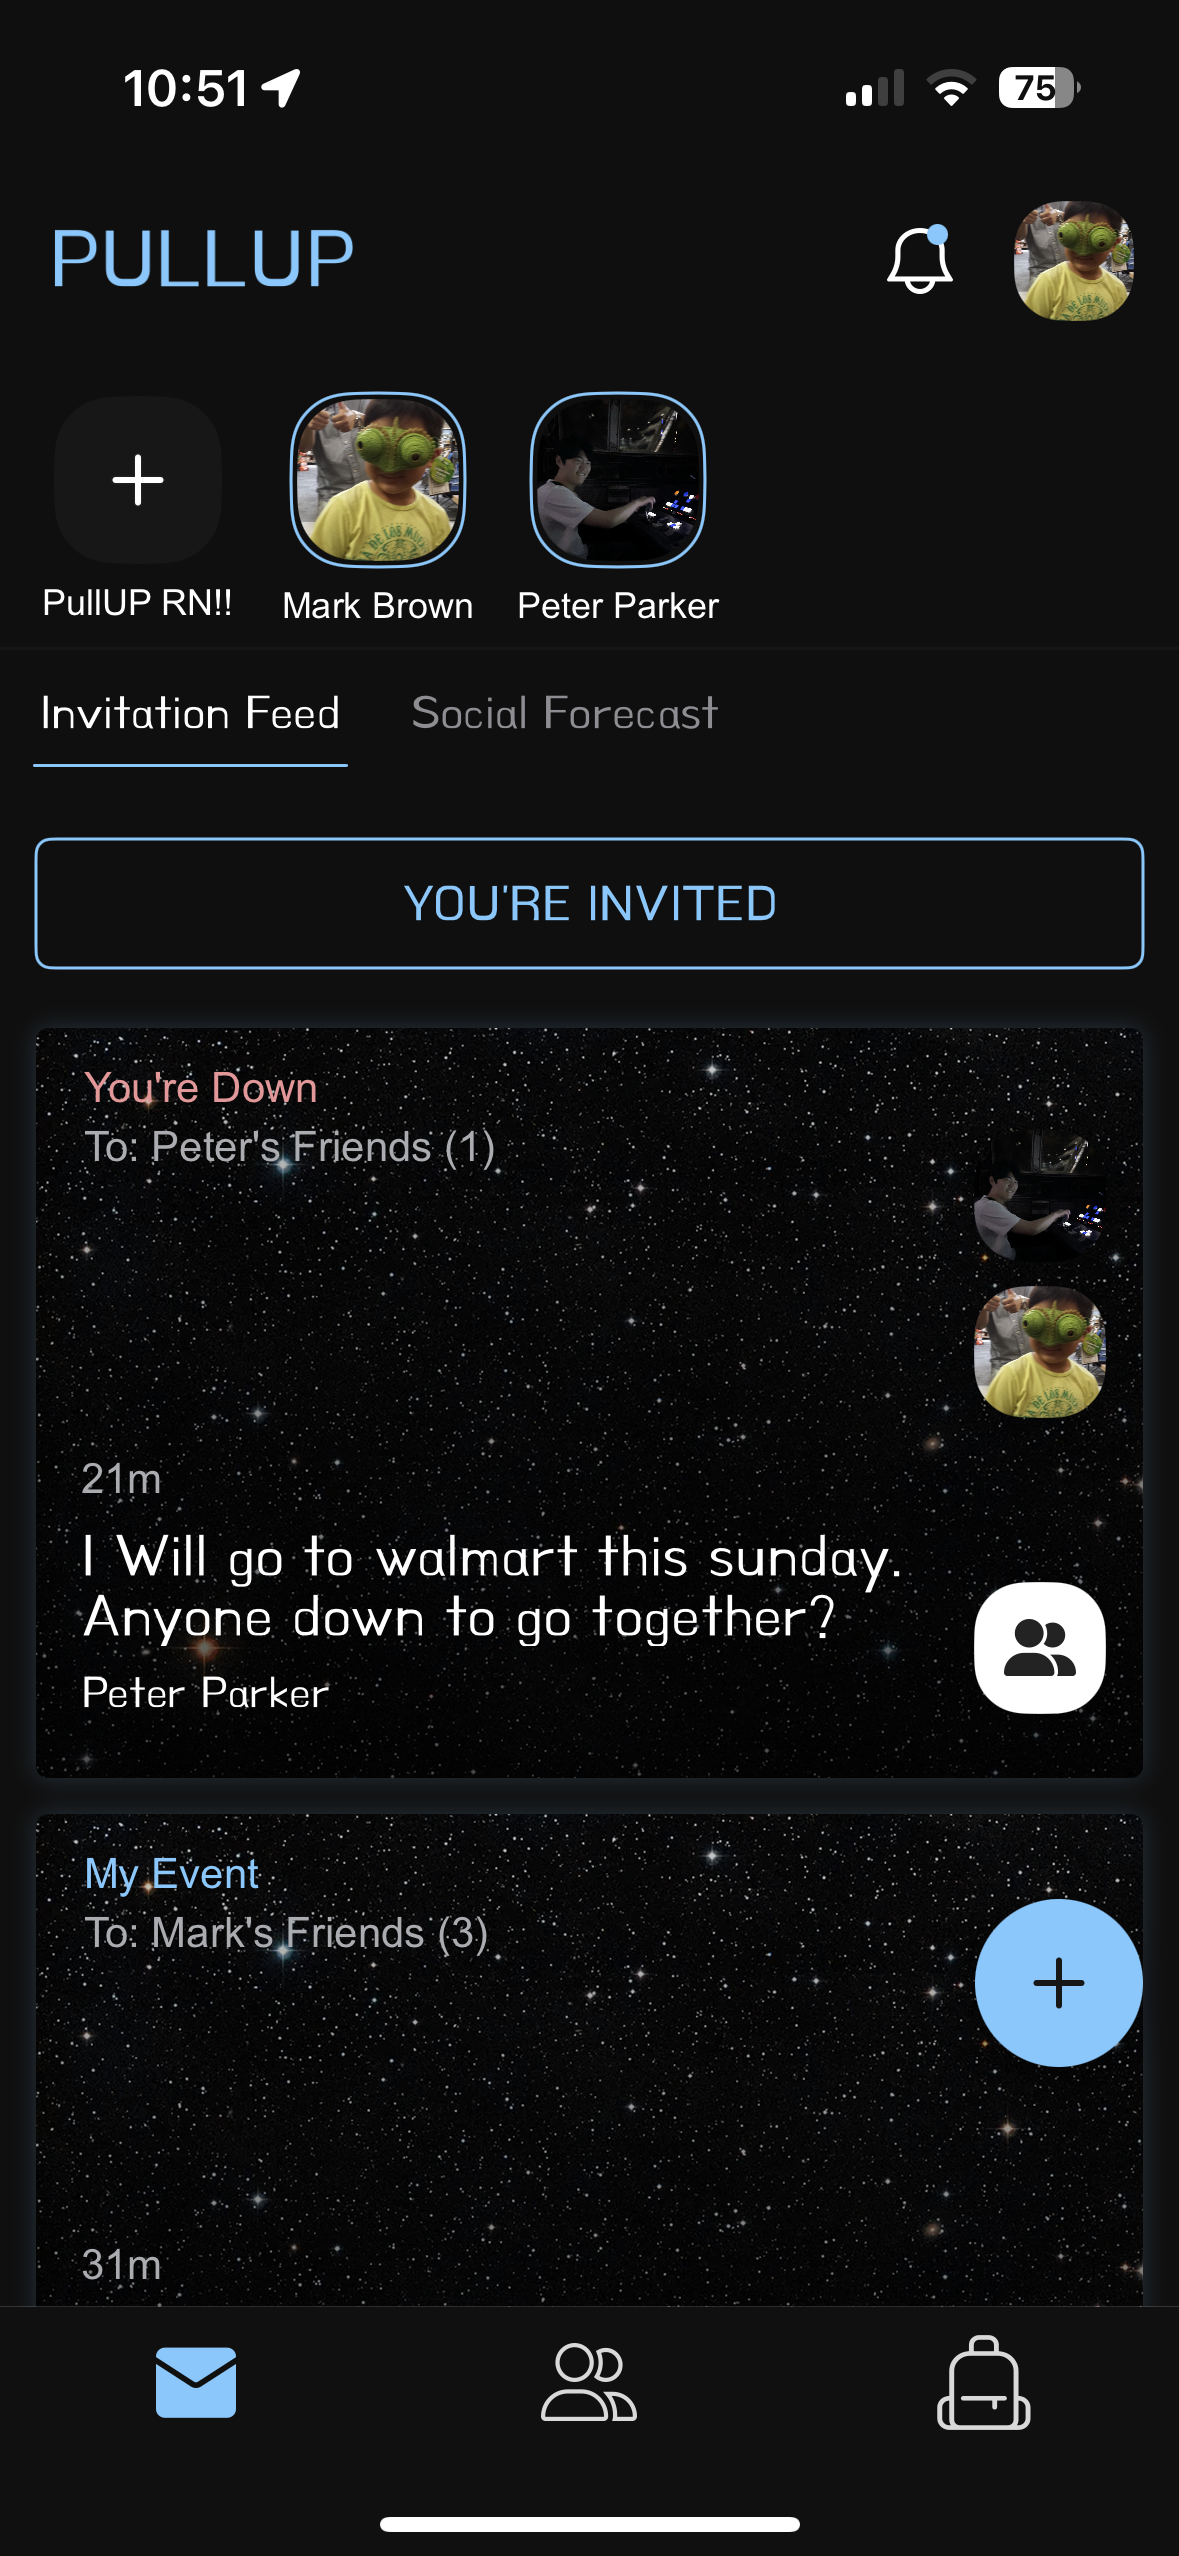 10:51
75
PULLUP
PullUP RN!!
Mark Brown
Peter Parker
Invitation Feed
Social Forecast
YOU'RE INVITED
You're Down
To: Peter's Friends (1)
21m
I Will go to walmart this sunday.
Anyone down to go together?
Peter Parker
My Event
To: Mark's Friends (3)
31m